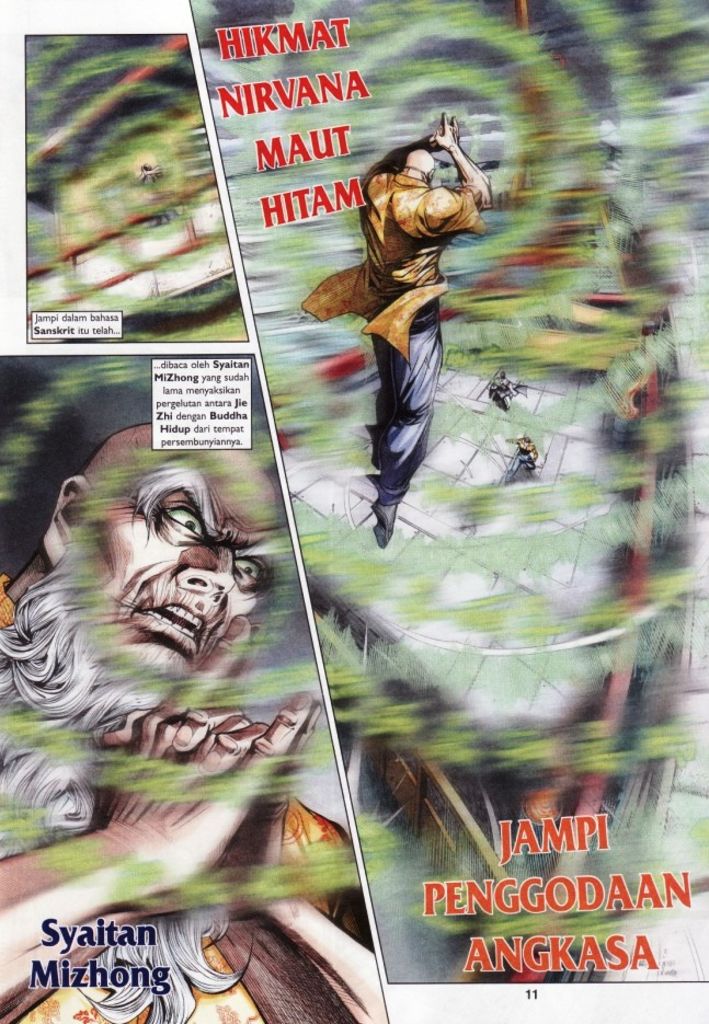 HIKMAT
NIRVANA
MAUT
HITAM
Jampi dalam bahasa
Sanskrit itu telah...
...dibaca oleh Syaitan
MiZhong yang sudah
lama menyaksikan
pergelutan antara Jie
Zhi dengan Buddha
Hidup dari tempat
persembunyiannya.
Syaitan
Mizhong
JAMPI
PENGGODAAN
ANGKASA
11